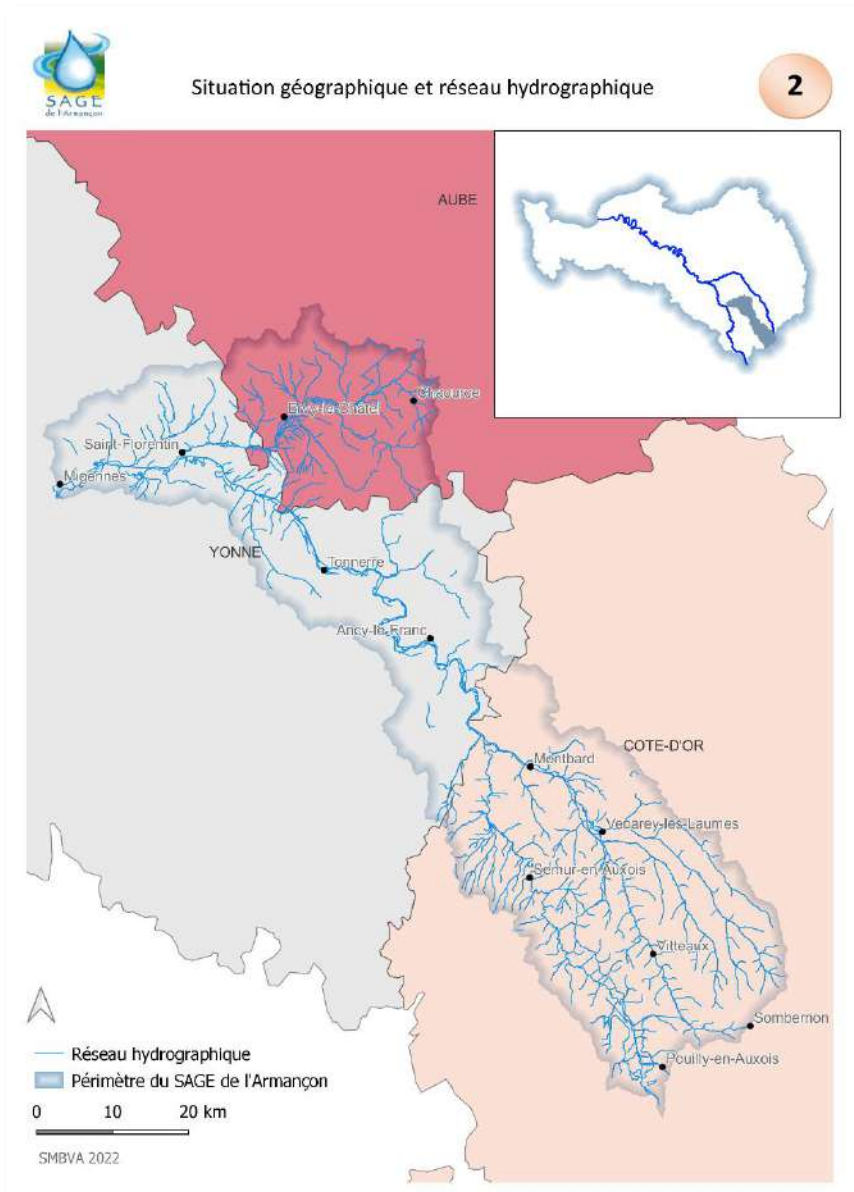 SAGE
de l'Armançon
Situation géographique et réseau hydrographique
2
AUBE
Chaource
Ervy-le-Châtel
Saint-Florentin
Migennes
YONNE
Tonnerre
Ancy-le-Franc
COTE-D'OR
Montbard
Venarey-les-Laumes
Semur-en-Auxois
Vitteaux
Sombernon
Pouilly-en-Auxois
Réseau hydrographique
Périmètre du SAGE de l'Armançon
0 10 20 km
SMBVA 2022